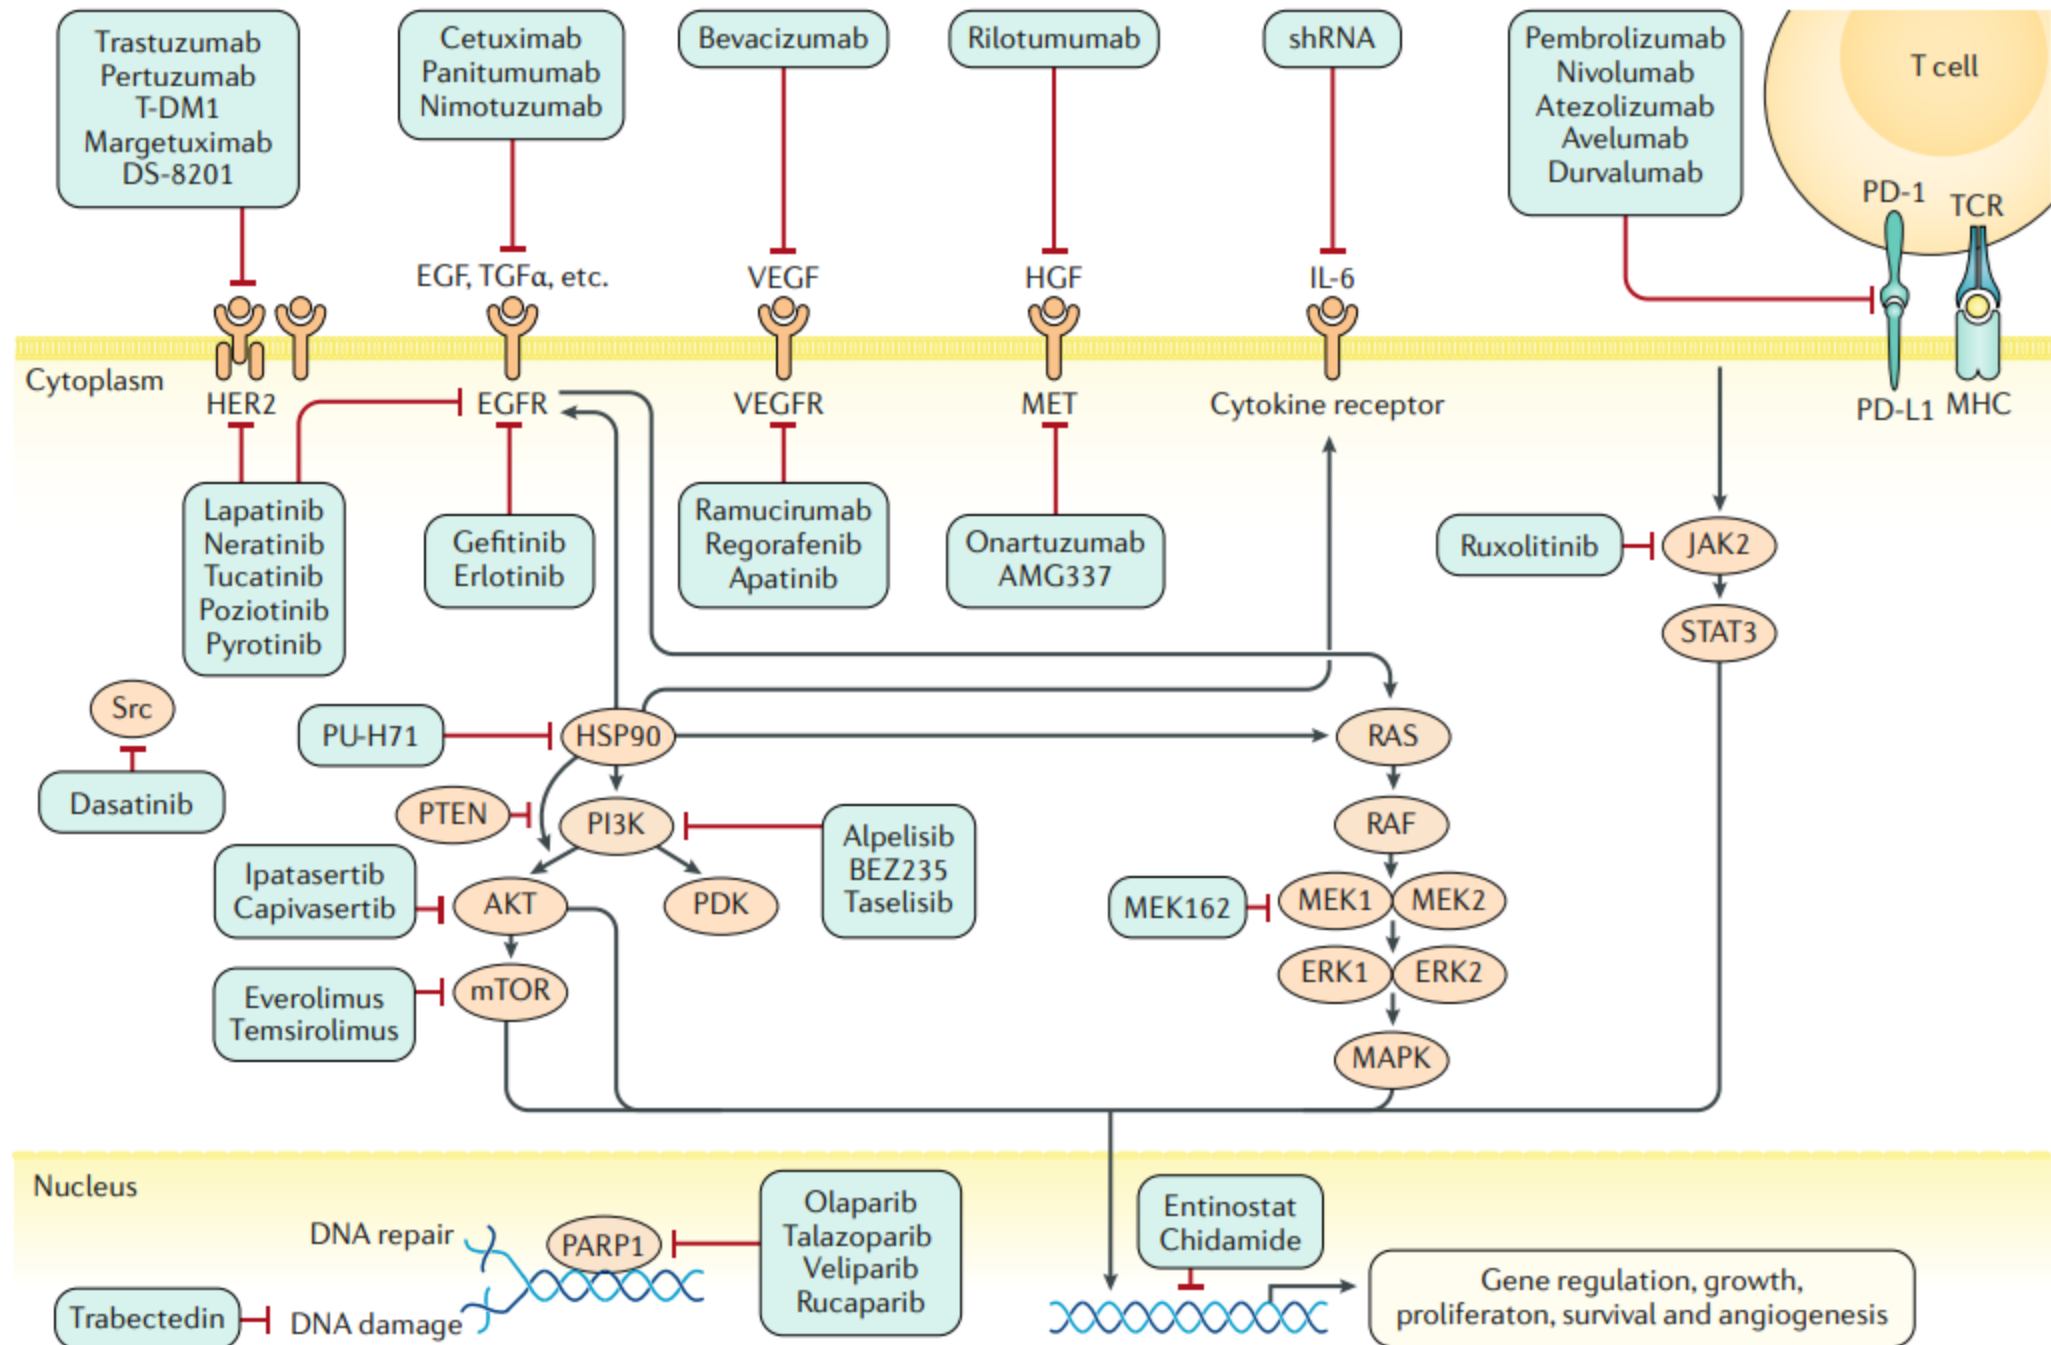 Trastuzumab
Pertuzumab
T-DM1
Margetuximab
DS-8201
Cetuximab
Panitumumab
Nimotuzumab
Bevacizumab
Rilotumumab
shRNA
Pembrolizumab
Nivolumab
Atezolizumab
Avelumab
Durvalumab
T cell
PD-1
TCR
EGF, TGFα, etc.
VEGF
HGF
IL-6
Cytoplasm
HER2
EGFR
VEGFR
MET
Cytokine receptor
PD-L1
MHC
Lapatinib
Neratinib
Tucatinib
Poziotinib
Pyrotinib
Gefitinib
Erlotinib
Ramucirumab
Regorafenib
Apatinib
Onartuzumab
AMG337
Ruxolitinib
JAK2
STAT3
Src
Dasatinib
PU-H71
HSP90
RAS
PTEN
PI3K
Alpelisib
BEZ235
Taselisib
RAF
Ipatasertib
Capivasertib
AKT
PDK
MEK162
MEK1
MEK2
ERK1
ERK2
Everolimus
Temsirolimus
mTOR
MAPK
Nucleus
DNA repair
PARP1
Olaparib
Talazoparib
Veliparib
Rucaparib
Entinostat
Chidamide
Trabectedin
DNA damage
Gene regulation, growth,
proliferaton, survival and angiogenesis